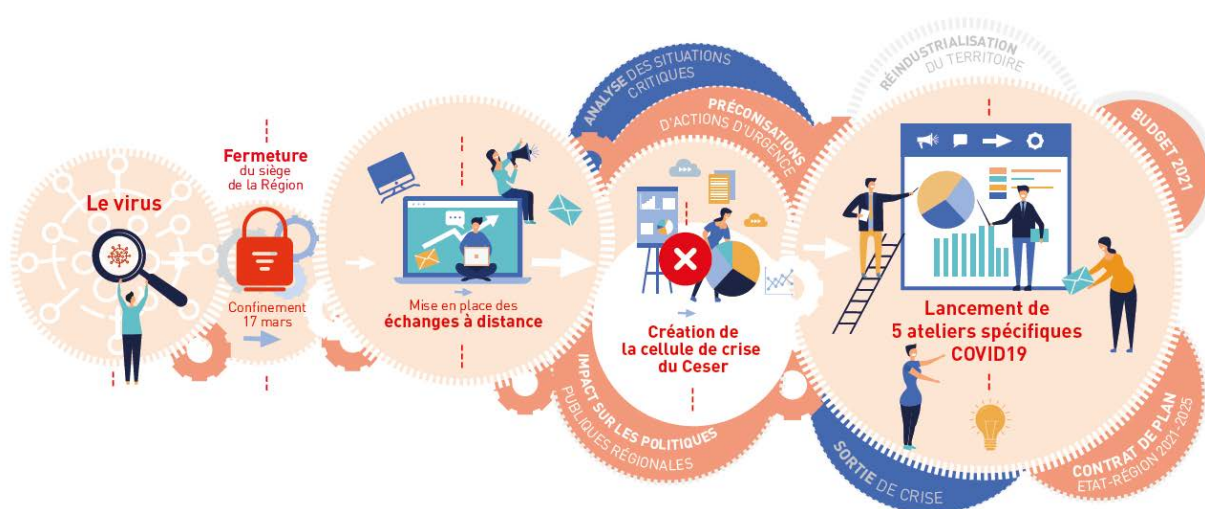 Le virus
Fermeture
du siège
de la Région
Confinement
17 mars
Mise en place des
échanges à distance
ANALYSE DES SITUATIONS
CRITIQUES
PRÉCONISATIONS
D'ACTIONS D'URGENCE
Création de
la cellule de crise
du Ceser
IMPACT SUR LES POLITIQUES
PUBLIQUES RÉGIONALES
RÉINDUSTRIALISATION
DU TERRITOIRE
BUDGET 2021
Lancement de
5 ateliers spécifiques
COVID19
SORTIE DE CRISE
CONTRAT DE PLAN
ETAT-RÉGION 2021-2025